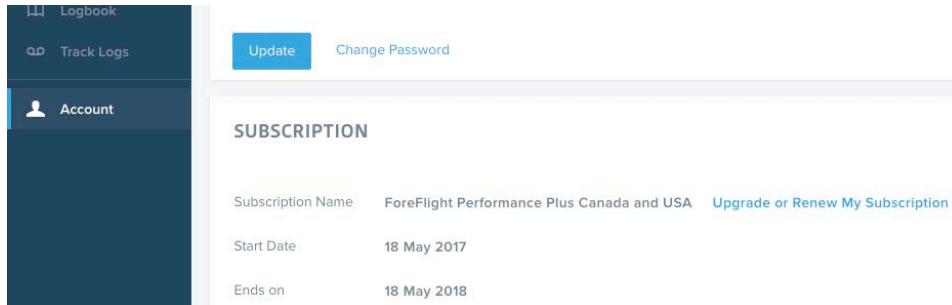 Logbook
Track Logs
Account
Update Change Password
SUBSCRIPTION
Subscription Name ForeFlight Performance Plus Canada and USA Upgrade or Renew My Subscription
Start Date 18 May 2017
Ends on 18 May 2018